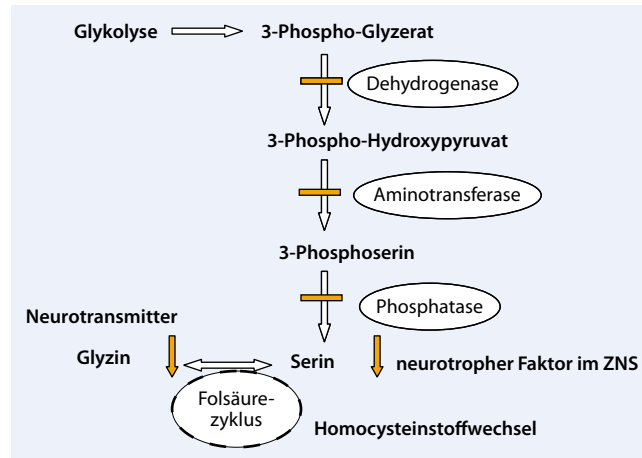 Glykolyse 3-Phospho-Glyzerat
Dehydrogenase
3-Phospho-Hydroxypyruvat
Aminotransferase
3-Phosphoserin
Phosphatase
Neurotransmitter
Glyzin Serin neurotropher Faktor im ZNS
Folsäure-
zyklus
Homocysteinstoffwechsel